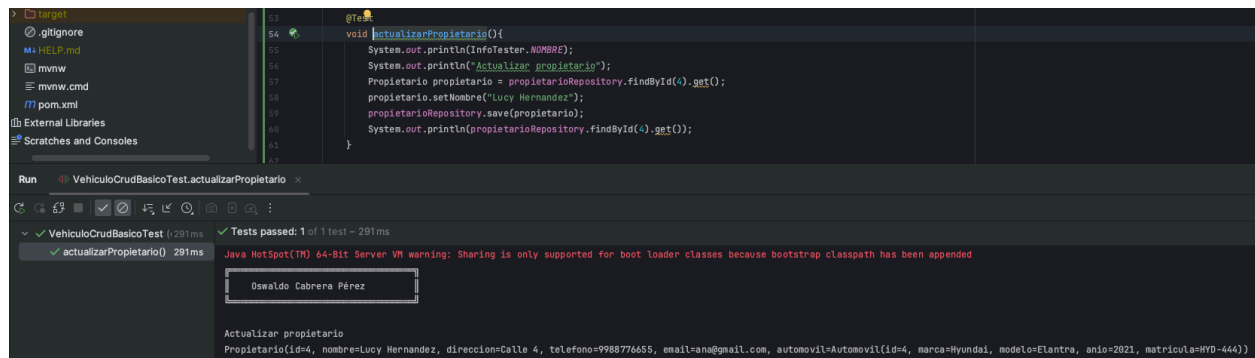 target
.gitignore
HELP.md
mvnw
mvnw.cmd
pom.xml
External Libraries
Scratches and Consoles
53 @Test
54 void actualizarPropietario(){
55 System.out.println(InfoTester.NOMBRE);
56 System.out.println("Actualizar propietario");
57 Propietario propietario = propietarioRepository.findById(4).get();
58 propietario.setNombre("Lucy Hernandez");
59 propietarioRepository.save(propietario);
60 System.out.println(propietarioRepository.findById(4).get());
61 }
62
Run VehiculoCrudBasicoTest.actualizarPropietario
VehiculoCrudBasicoTest 291ms
actualizarPropietario() 291ms
Tests passed: 1 of 1 test – 291ms
Java HotSpot(TM) 64-Bit Server VM warning: Sharing is only supported for boot loader classes because bootstrap classpath has been appended
Oswaldo Cabrera Pérez
Actualizar propietario
Propietario(id=4, nombre=Lucy Hernandez, direccion=Calle 4, telefono=9988776655, email=ana@gmail.com, automovil=Automovil(id=4, marca=Hyundai, modelo=Elantra, anio=2021, matricula=HYD-444))